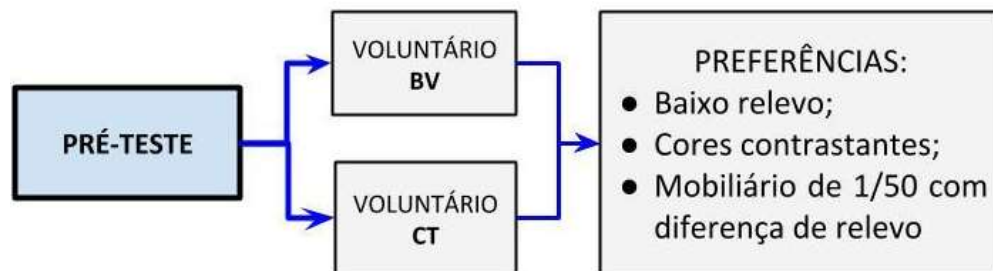 PRÉ-TESTE
VOLUNTÁRIO
BV
VOLUNTÁRIO
CT
PREFERÊNCIAS:
● Baixo relevo;
● Cores contrastantes;
● Mobiliário de 1/50 com
diferença de relevo